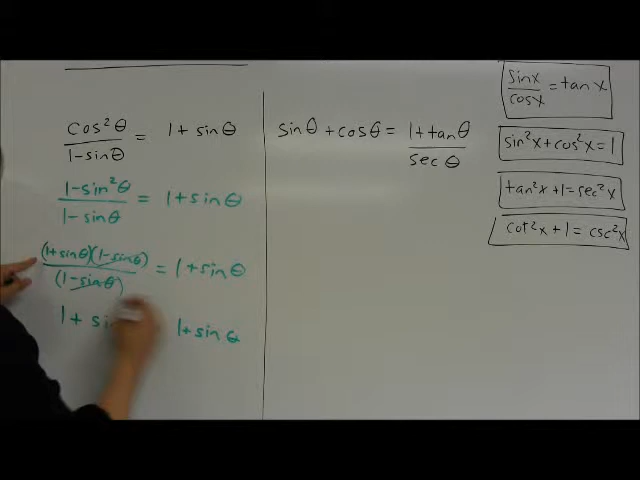 cos²θ / 1-sinθ = 1 + sinθ
1-sin²θ / 1-sinθ = 1+sinθ
(1+sinθ)(1-sinθ) / (1-sinθ) = 1+sinθ
1+ sin 1+sinθ
sinθ + cosθ = 1+tanθ / secθ
sinx / cosx = tanx
sin²x + cos²x = 1
tan²x + 1 = sec²x
cot²x + 1 = csc²x